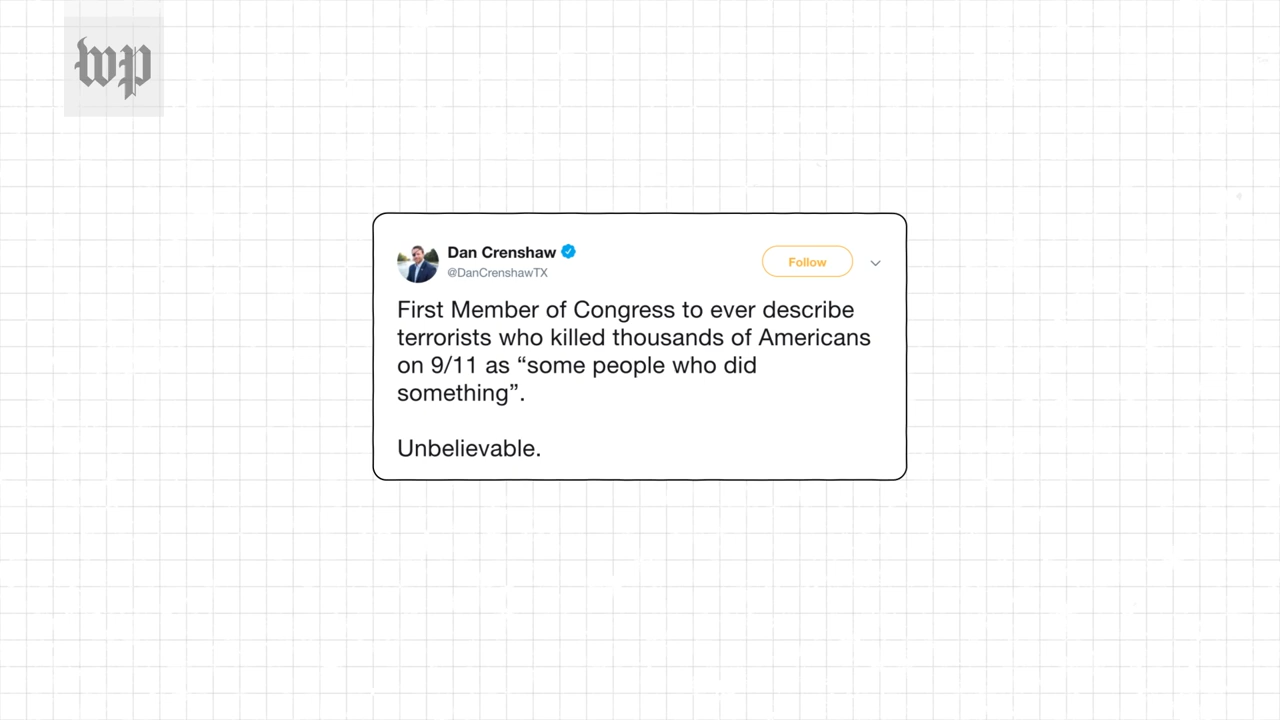 wp
Dan Crenshaw
@DanCrenshawTX
Follow
First Member of Congress to ever describe
terrorists who killed thousands of Americans
on 9/11 as “some people who did
something”.
Unbelievable.